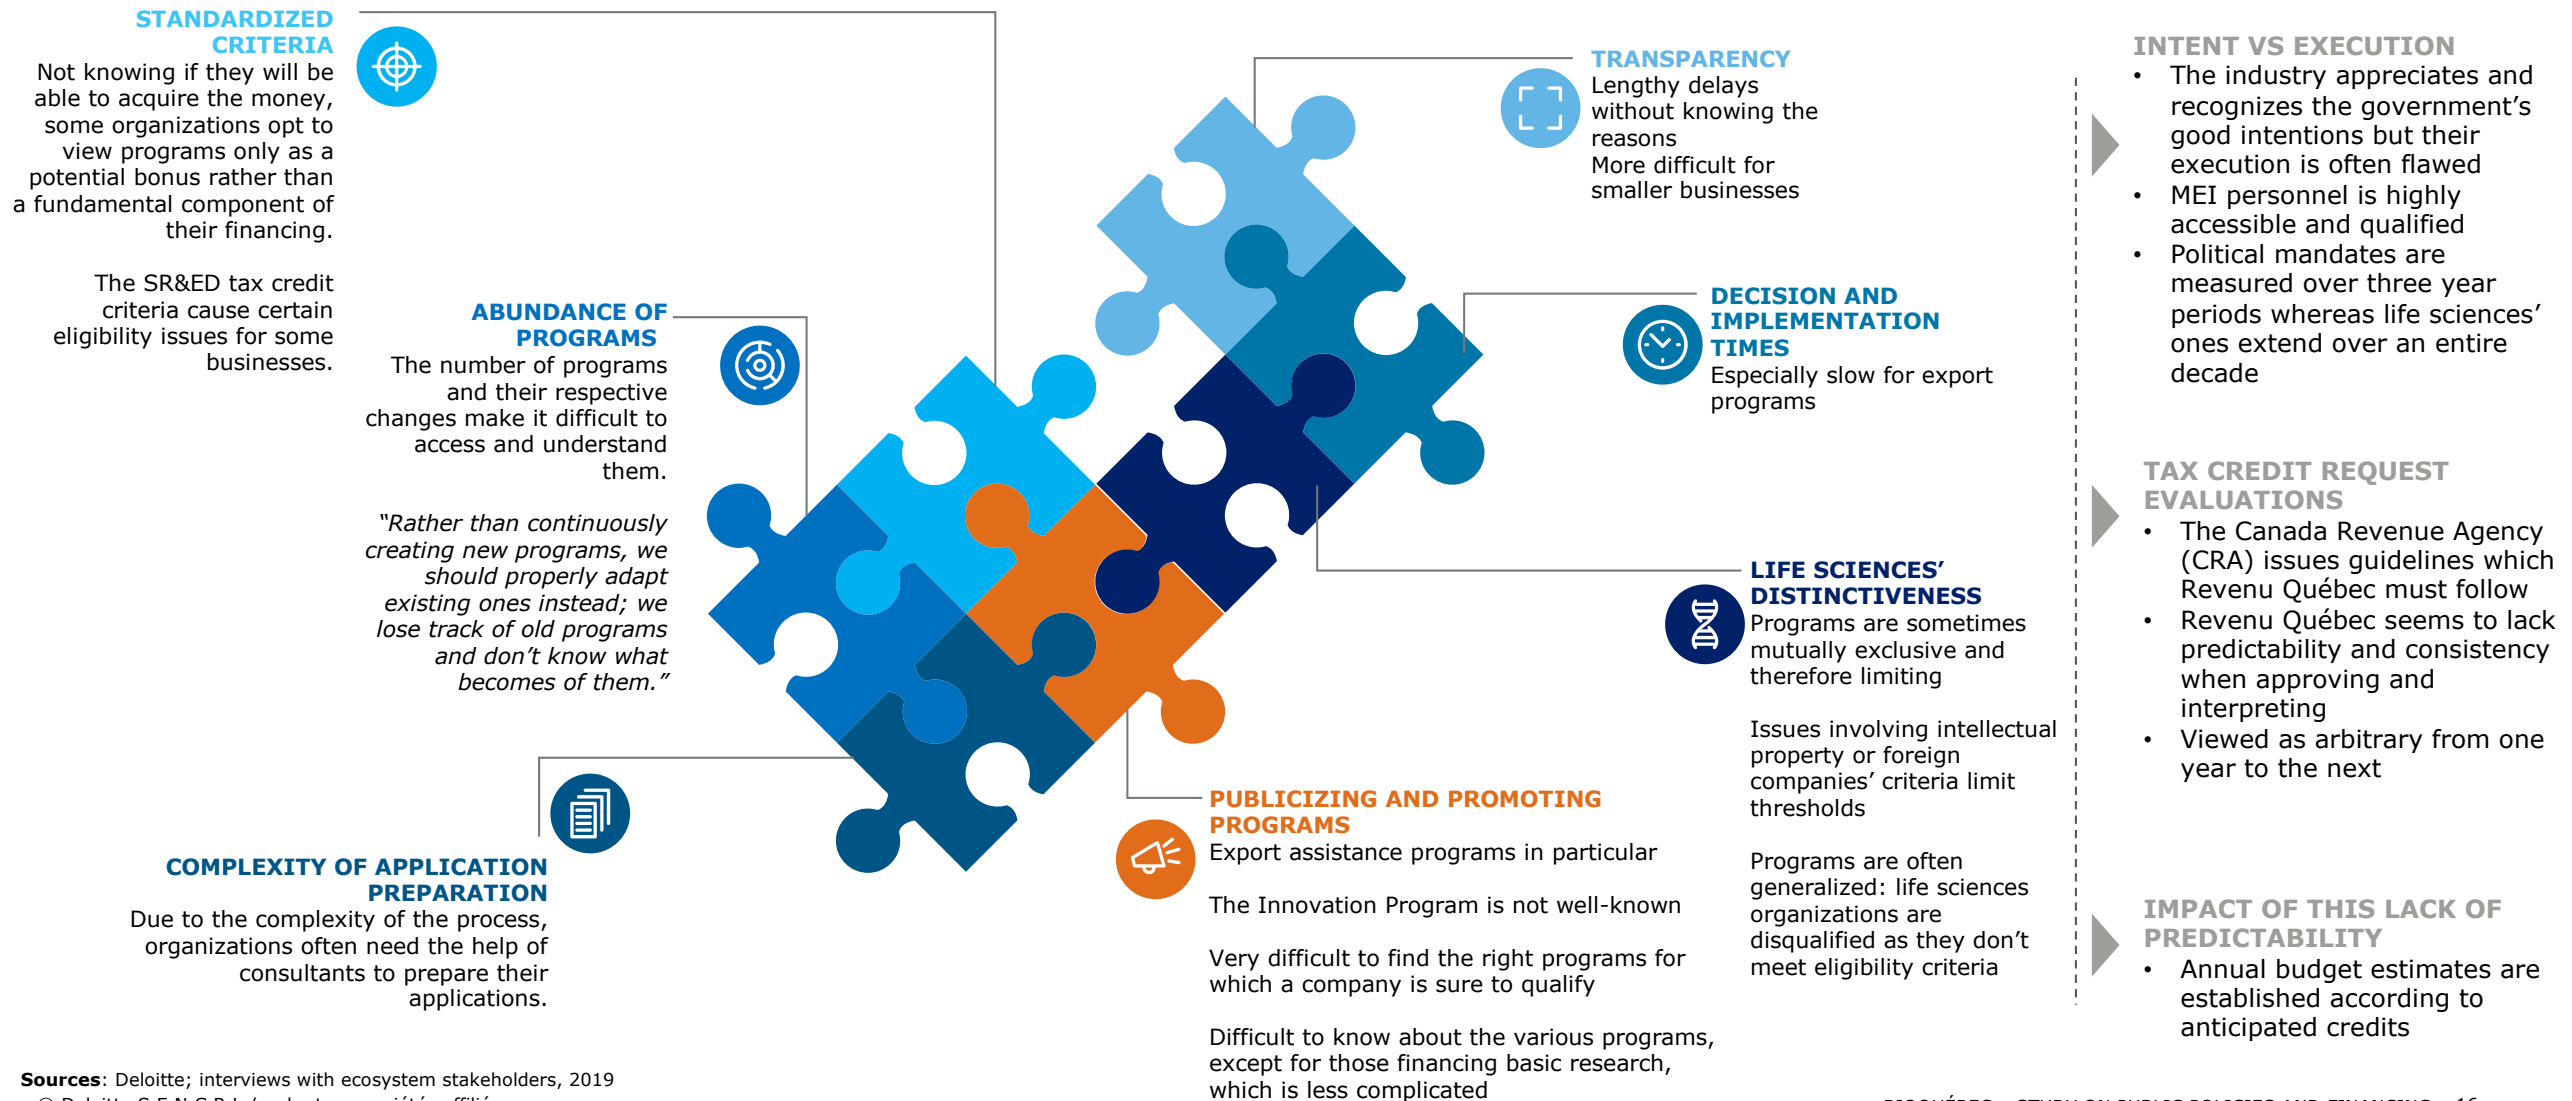 STANDARDIZED
CRITERIA
Not knowing if they will be
able to acquire the money,
some organizations opt to
view programs only as a
potential bonus rather than
a fundamental component of
their financing.
The SR&ED tax credit
criteria cause certain
eligibility issues for some
businesses.
ABUNDANCE OF
PROGRAMS
The number of programs
and their respective
changes make it difficult to
access and understand
them.
“Rather than continuously
creating new programs, we
should properly adapt
existing ones instead; we
lose track of old programs
and don’t know what
becomes of them.”
COMPLEXITY OF APPLICATION
PREPARATION
Due to the complexity of the process,
organizations often need the help of
consultants to prepare their
applications.
TRANSPARENCY
Lengthy delays
without knowing the
reasons
More difficult for
smaller businesses
DECISION AND
IMPLEMENTATION
TIMES
Especially slow for export
programs
LIFE SCIENCES’
DISTINCTIVENESS
Programs are sometimes
mutually exclusive and
therefore limiting
Issues involving intellectual
property or foreign
companies’ criteria limit
thresholds
Programs are often
generalized: life sciences
organizations are
disqualified as they don’t
meet eligibility criteria
PUBLICIZING AND PROMOTING
PROGRAMS
Export assistance programs in particular
The Innovation Program is not well-known
Very difficult to find the right programs for
which a company is sure to qualify
Difficult to know about the various programs,
except for those financing basic research,
which is less complicated
INTENT VS EXECUTION
• The industry appreciates and
recognizes the government’s
good intentions but their
execution is often flawed
• MEI personnel is highly
accessible and qualified
• Political mandates are
measured over three year
periods whereas life sciences’
ones extend over an entire
decade
TAX CREDIT REQUEST
EVALUATIONS
• The Canada Revenue Agency
(CRA) issues guidelines which
Revenu Québec must follow
• Revenu Québec seems to lack
predictability and consistency
when approving and
interpreting
• Viewed as arbitrary from one
year to the next
IMPACT OF THIS LACK OF
PREDICTABILITY
• Annual budget estimates are
established according to
anticipated credits
Sources: Deloitte; interviews with ecosystem stakeholders, 2019